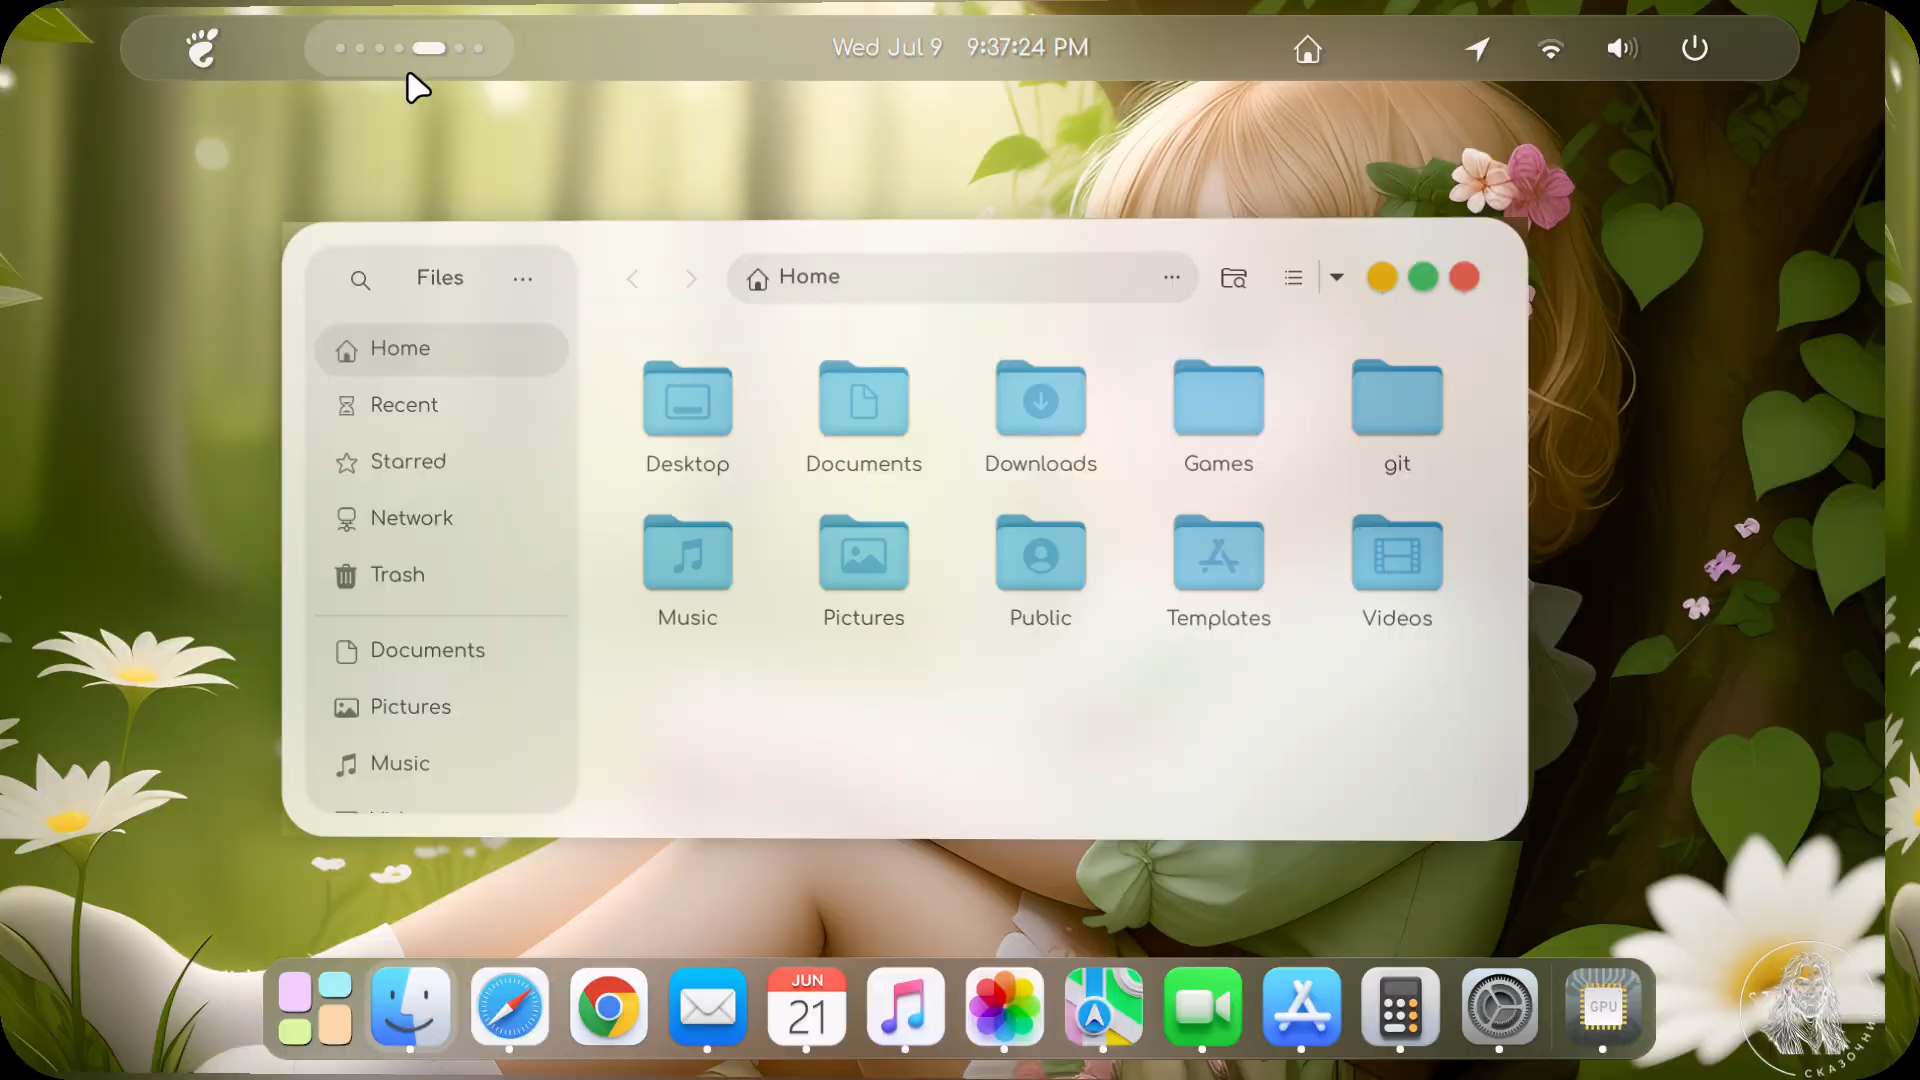 Wed Jul 9 9:37:24 PM
Files
Home
Home
Recent
Starred
Network
Trash
Documents
Pictures
Music
Desktop
Documents
Downloads
Games
git
Music
Pictures
Public
Templates
Videos
JUN
21
GPU
СКАЗОЧНИК